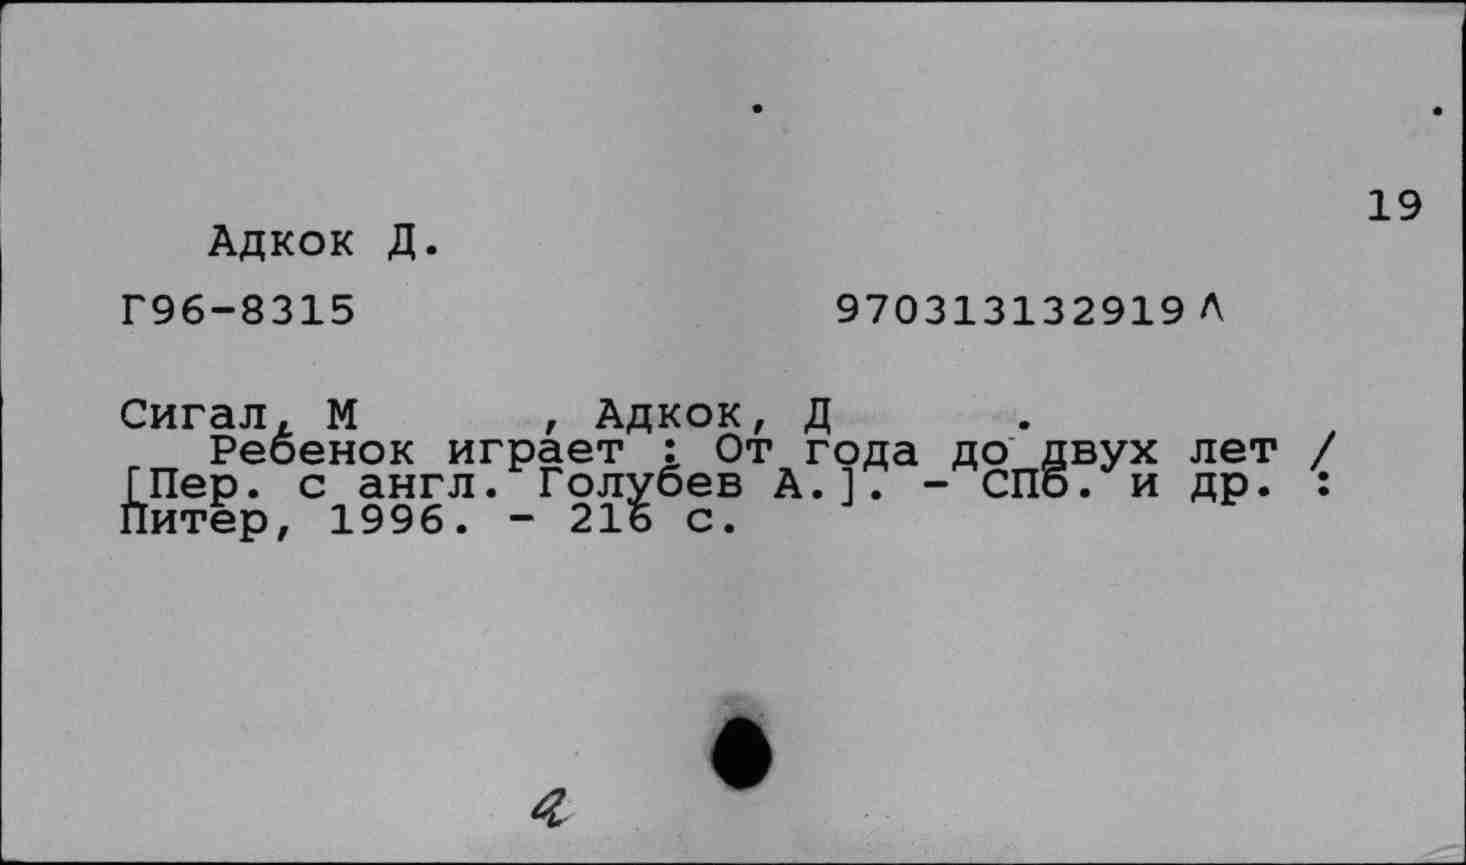 19
Адкок Д.
Г96-8315 970313132919 Л
Сигал, М , Адкок, Д .
Ребенок играет : От года до двух лет /
[Пер. с англ. Голубев А.]. - СПб. и др. :
Питер, 1996. - 216 с.